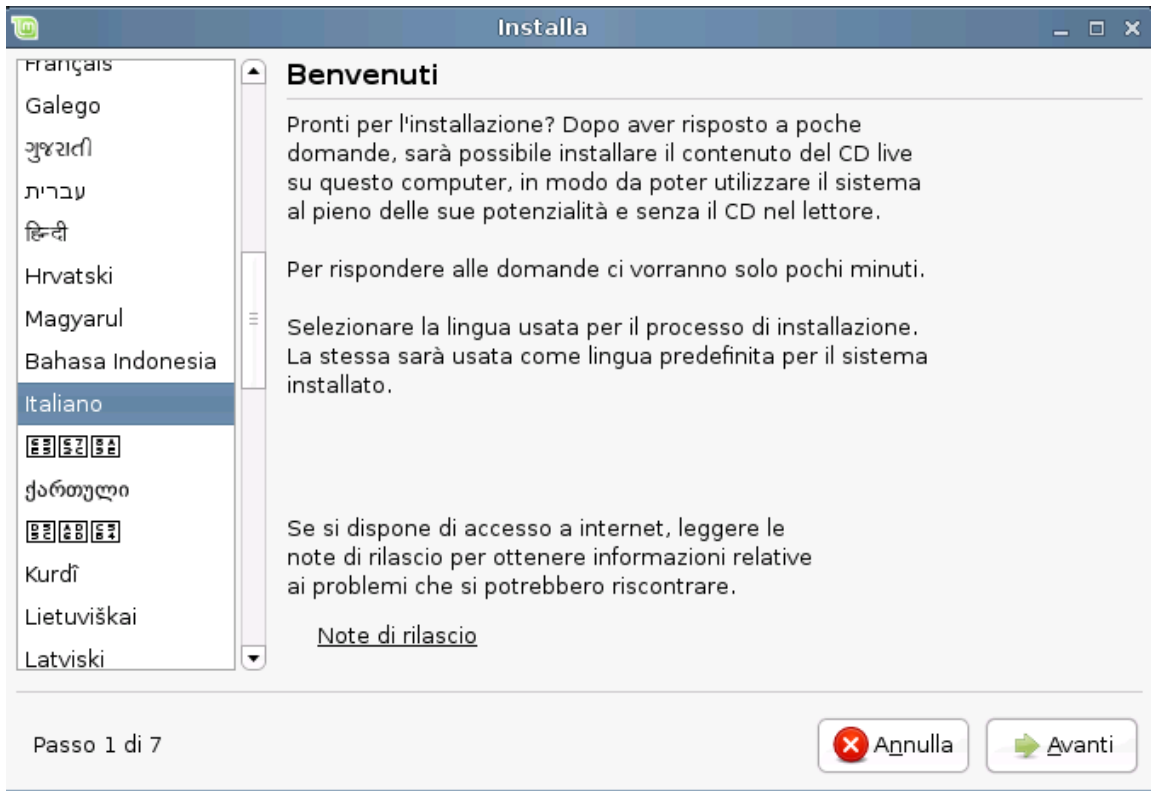 Installa
Français
Galego
ગુજરાતી
עברית
हिन्दी
Hrvatski
Magyarul
Bahasa Indonesia
Italiano
ქართული
Kurdî
Lietuviškai
Latviski
Benvenuti
Pronti per l'installazione? Dopo aver risposto a poche
domande, sarà possibile installare il contenuto del CD live
su questo computer, in modo da poter utilizzare il sistema
al pieno delle sue potenzialità e senza il CD nel lettore.
Per rispondere alle domande ci vorranno solo pochi minuti.
Selezionare la lingua usata per il processo di installazione.
La stessa sarà usata come lingua predefinita per il sistema
installato.
Se si dispone di accesso a internet, leggere le
note di rilascio per ottenere informazioni relative
ai problemi che si potrebbero riscontrare.
Note di rilascio
Passo 1 di 7
Annulla
Avanti